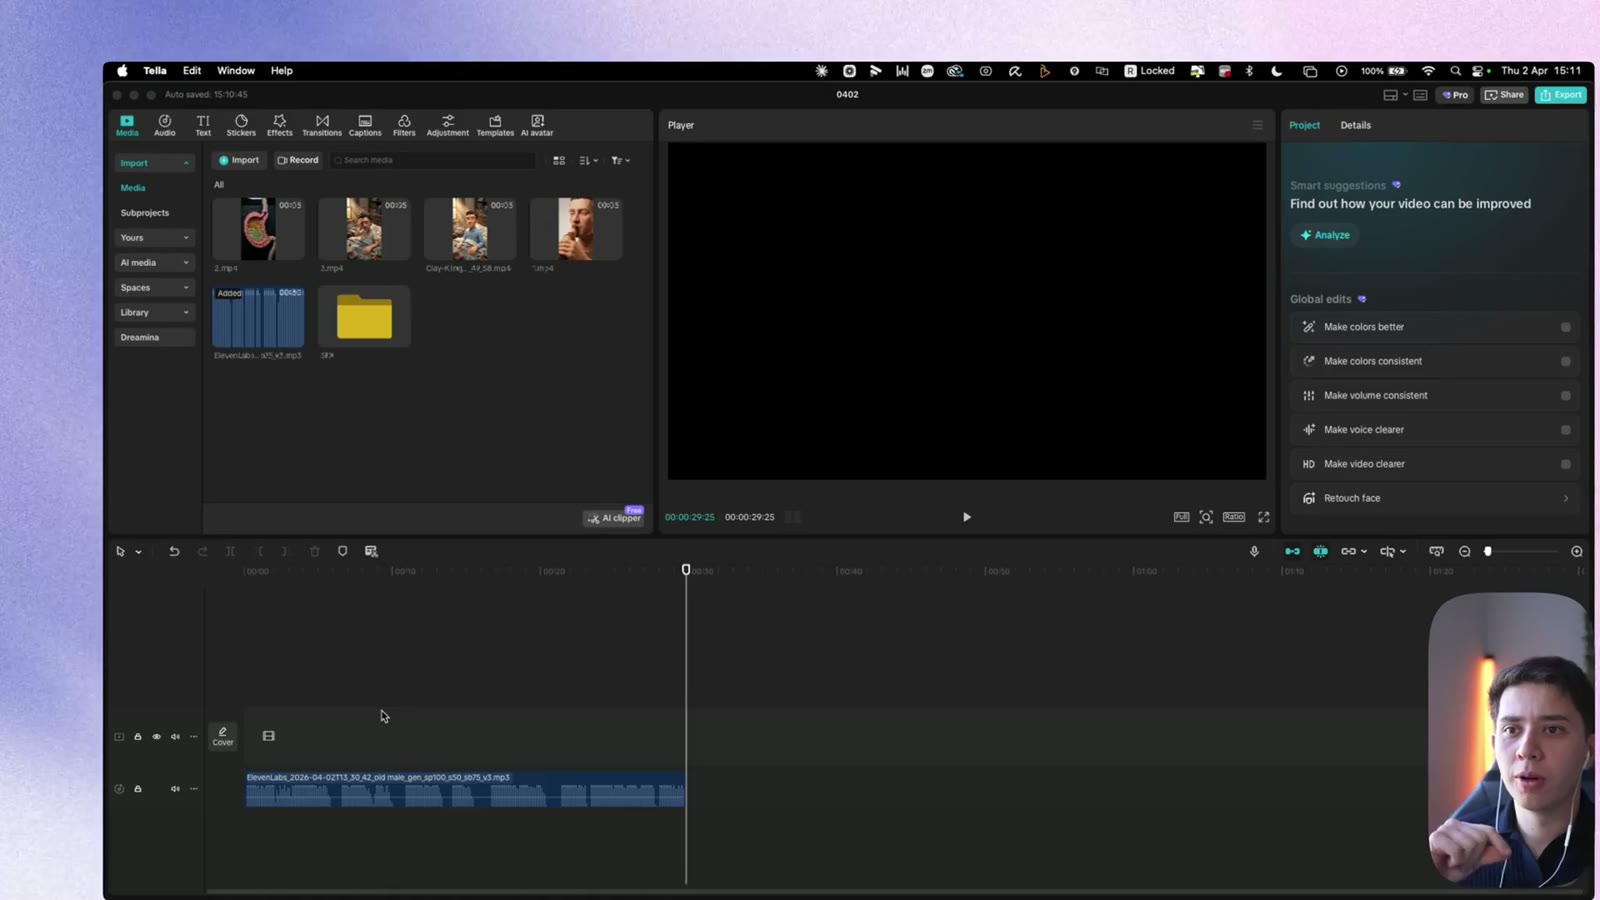 Tella Edit Window Help
Locked 100% Thu 2 Apr 15:11
Auto saved: 15:10:45
0402
Pro Share Export
Media Audio Text Stickers Effects Transitions Captions Filters Adjustment Templates AI avatar
Import
Media
Subprojects
Yours
AI media
Spaces
Library
Dreamina
Import Record Search media
All
00:05 00:05 00:05 00:05
2.mp4 3.mp4
Added
AI clipper
Free
Player
00:00:29:25 00:00:29:25
Full Ratio
Project Details
Smart suggestions
Find out how your video can be improved
Analyze
Global edits
Make colors better
Make colors consistent
Make volume consistent
Make voice clearer
HD Make video clearer
Retouch face
00:00 00:10 00:20 00:30 00:40 00:50 01:00 01:10 01:20
Cover
ElevenLabs_2026-04-02T13_30_42_old male_gen_sp100_s50_sb75_v3.mp3